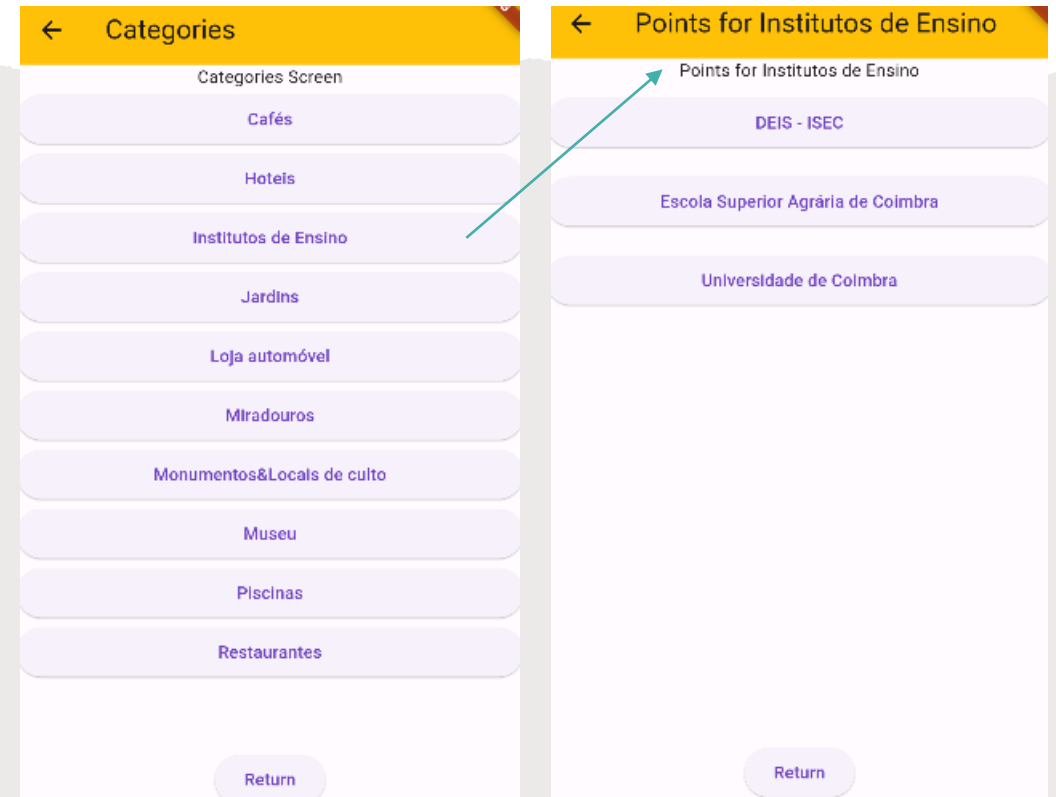 Categories
Categories Screen
Cafés
Hoteis
Institutos de Ensino
Jardins
Loja automóvel
Miradouros
Monumentos&Locais de culto
Museu
Piscinas
Restaurantes
Return
Points for Institutos de Ensino
Points for Institutos de Ensino
DEIS - ISEC
Escola Superior Agrária de Coimbra
Universidade de Coimbra
Return